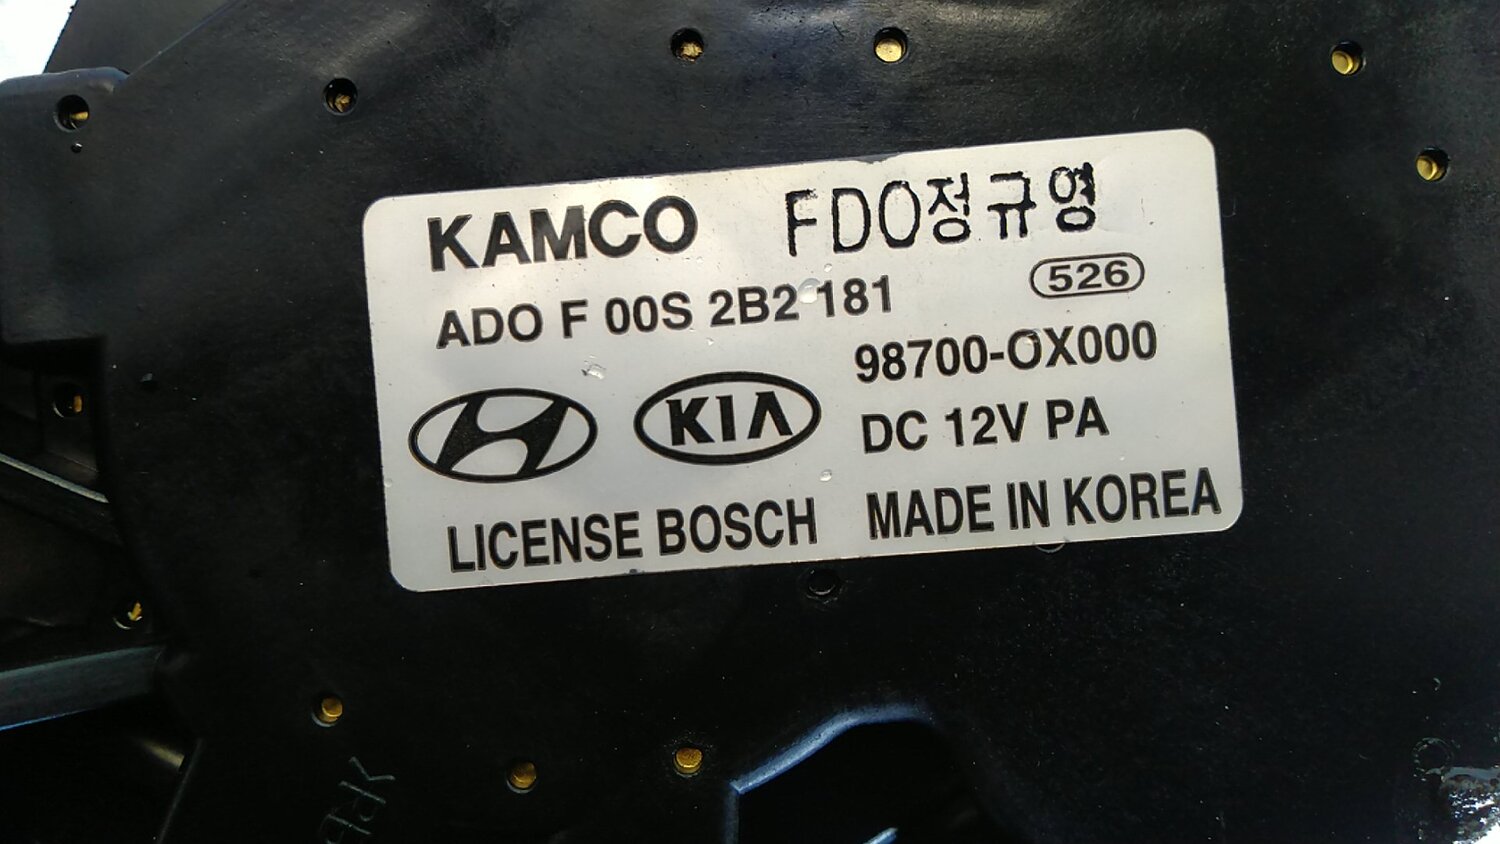 KAMCO FDO정규영
ADO F 00S 2B2 181 526
98700-OX000
KIA DC 12V PA
LICENSE BOSCH MADE IN KOREA